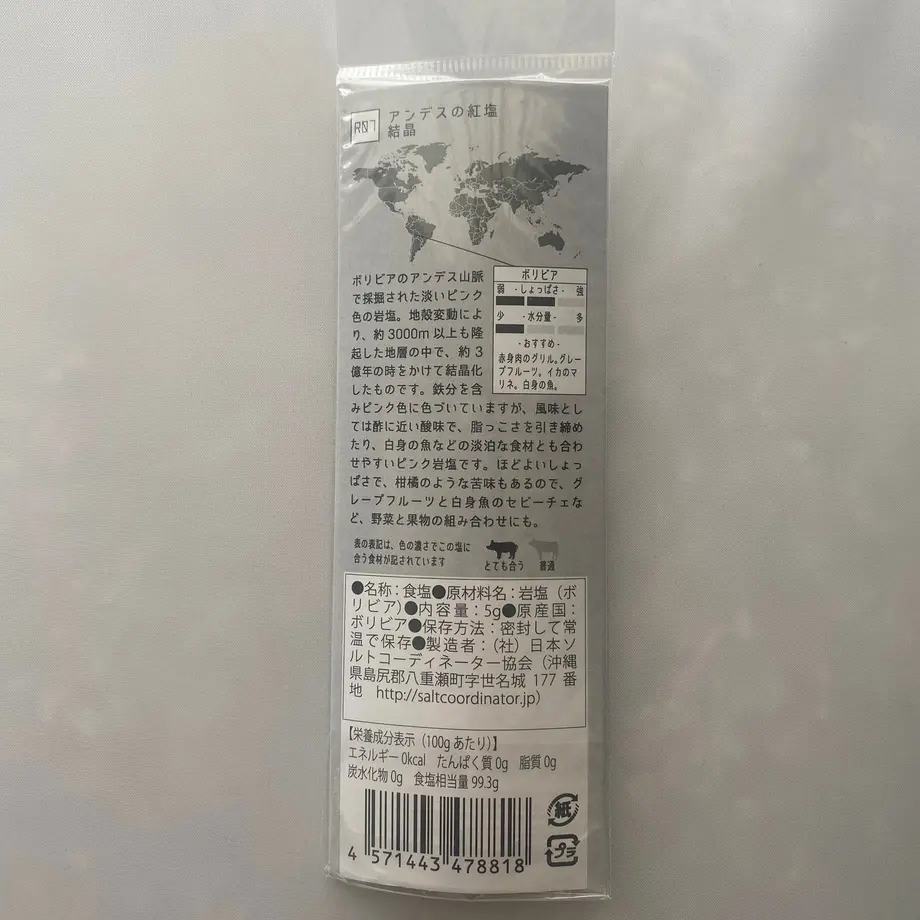 R07
アンデスの紅塩
結晶
ボリビア
弱 -しょっぱさ- 強
少 -水分量- 多
-おすすめ-
赤身肉のグリル。グレー
プフルーツ。イカのマ
リネ。白身の魚。
ボリビアのアンデス山脈
で採掘された淡いピンク
色の岩塩。地殻変動によ
り、約3000m以上も隆
起した地層の中で、約3
億年の時をかけて結晶化
したものです。鉄分を含
みピンク色に色づいていますが、風味とし
ては酢に近い酸味で、脂っこさを引き締め
たり、白身の魚などの淡泊な食材とも合わ
せやすいピンク岩塩です。ほどよいしょっ
ぱさで、柑橘のような苦味もあるので、グ
レープフルーツと白身魚のセビーチェな
ど、野菜と果物の組み合わせにも。
表の表記は、色の濃さでこの塩に
合う食材が記されています
とても合う 普通
●名称：食塩●原材料名：岩塩（ボ
リビア）●内容量：5g●原産国：
ボリビア●保存方法：密封して常
温で保存●製造者：（社）日本ソ
ルトコーディネーター協会（沖縄
県島尻郡八重瀬町字世名城 177 番
地 http://saltcoordinator.jp）
【栄養成分表示（100gあたり）】
エネルギー0kcal たんぱく質0g 脂質0g
炭水化物0g 食塩相当量99.3g
紙
プラ
4 571443 478818